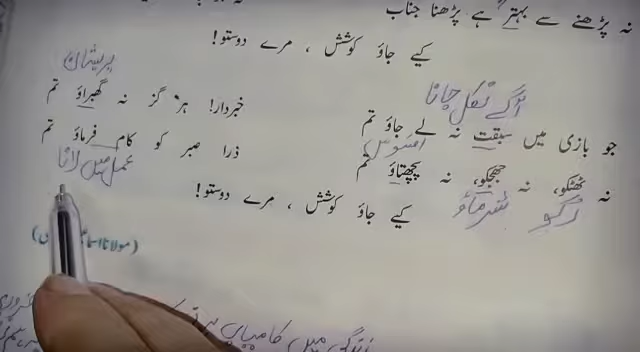 نہ پڑھنے سے بہتر ہے پڑھنا جناب
کیے جاؤ کوشش ، مرے دوستو!
آگے نکل جانا
جو بازی میں سبقت نہ لے جاؤ تم
پریشان
خبردار! ہر گز نہ گھبراؤ تم
افسوس
نہ ٹھٹکو، نہ جھجکو، نہ پچھتاؤ تم
رکو شرماؤ
ذرا صبر کو کام فرماؤ تم
عمل میں لانا
کیے جاؤ کوشش ، مرے دوستو!
زندگی میں کامیابی